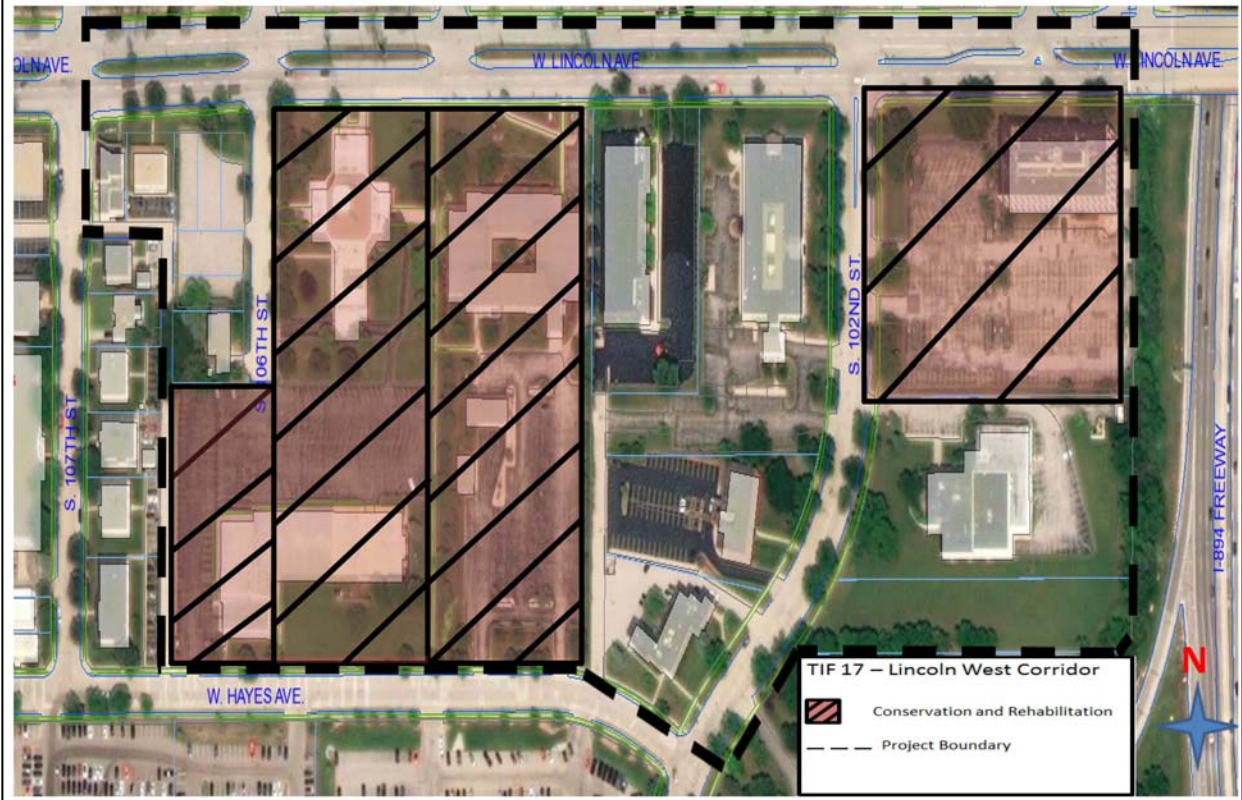 OLN AVE.
W. LINCOLN AVE
W. LINCOLN AVE.
S. 107TH ST.
S. 106TH ST.
S. 102ND ST.
I-894 FREEWAY
W. HAYES AVE.
N
TIF 17 – Lincoln West Corridor
Conservation and Rehabilitation
Project Boundary